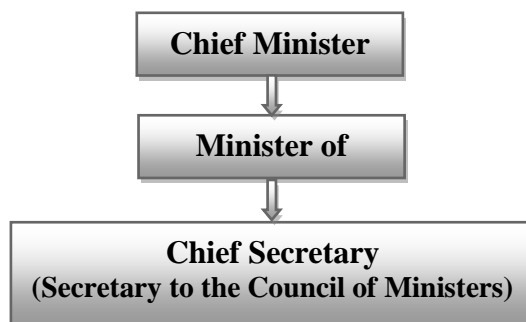 Chief Minister
Minister of
Chief Secretary
(Secretary to the Council of Ministers)